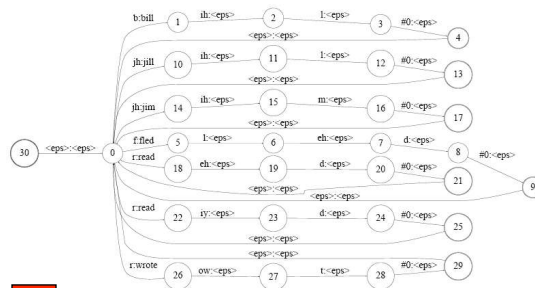 b:bill 1 ih:<eps> 2 l:<eps> 3 #0:<eps> 4
<eps>:<eps>
jh:jill 10 ih:<eps> 11 l:<eps> 12 #0:<eps> 13
<eps>:<eps>
jh:jim 14 ih:<eps> 15 m:<eps> 16 #0:<eps> 17
<eps>:<eps>
30 <eps>:<eps> 0 f:fled 5 l:<eps> 6 eh:<eps> 7 d:<eps> 8 #0:<eps> 9
r:read 18 eh:<eps> 19 d:<eps> 20 #0:<eps> 21
<eps>:<eps>
<eps>:<eps>
r:read 22 iy:<eps> 23 d:<eps> 24 #0:<eps> 25
<eps>:<eps>
<eps>:<eps>
r:wrote 26 ow:<eps> 27 t:<eps> 28 #0:<eps> 29